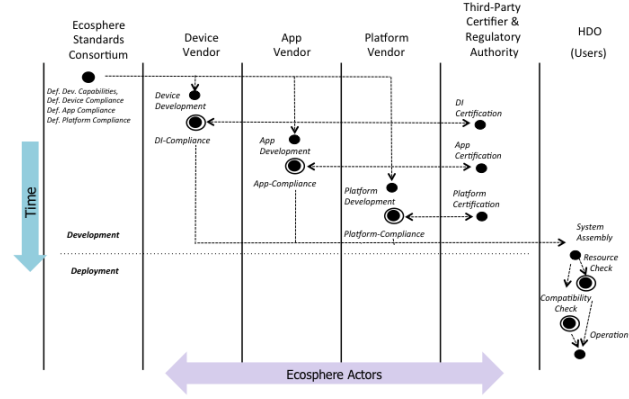 Ecosphere
Standards
Consortium
Device
Vendor
App
Vendor
Platform
Vendor
Third-Party
Certifier &
Regulatory
Authority
HDO
(Users)
Def. Dev. Capabilities,
Def. Device Compliance
Def. App Compliance
Def. Platform Compliance
Device
Development
DI-Compliance
App
Development
App-Compliance
Platform
Development
Platform-Compliance
DI
Certification
App
Certification
Platform
Certification
Time
Development
Deployment
System
Assembly
Resource
Check
Compatibility
Check
Operation
Ecosphere Actors